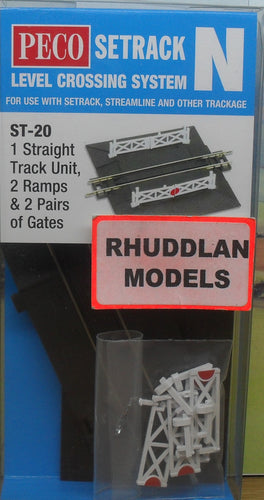 PECO SETRACK N
LEVEL CROSSING SYSTEM
FOR USE WITH SETRACK, STREAMLINE AND OTHER TRACKAGE
ST-20
1 Straight
Track Unit,
2 Ramps
& 2 Pairs
of Gates
RHUDDLAN
MODELS